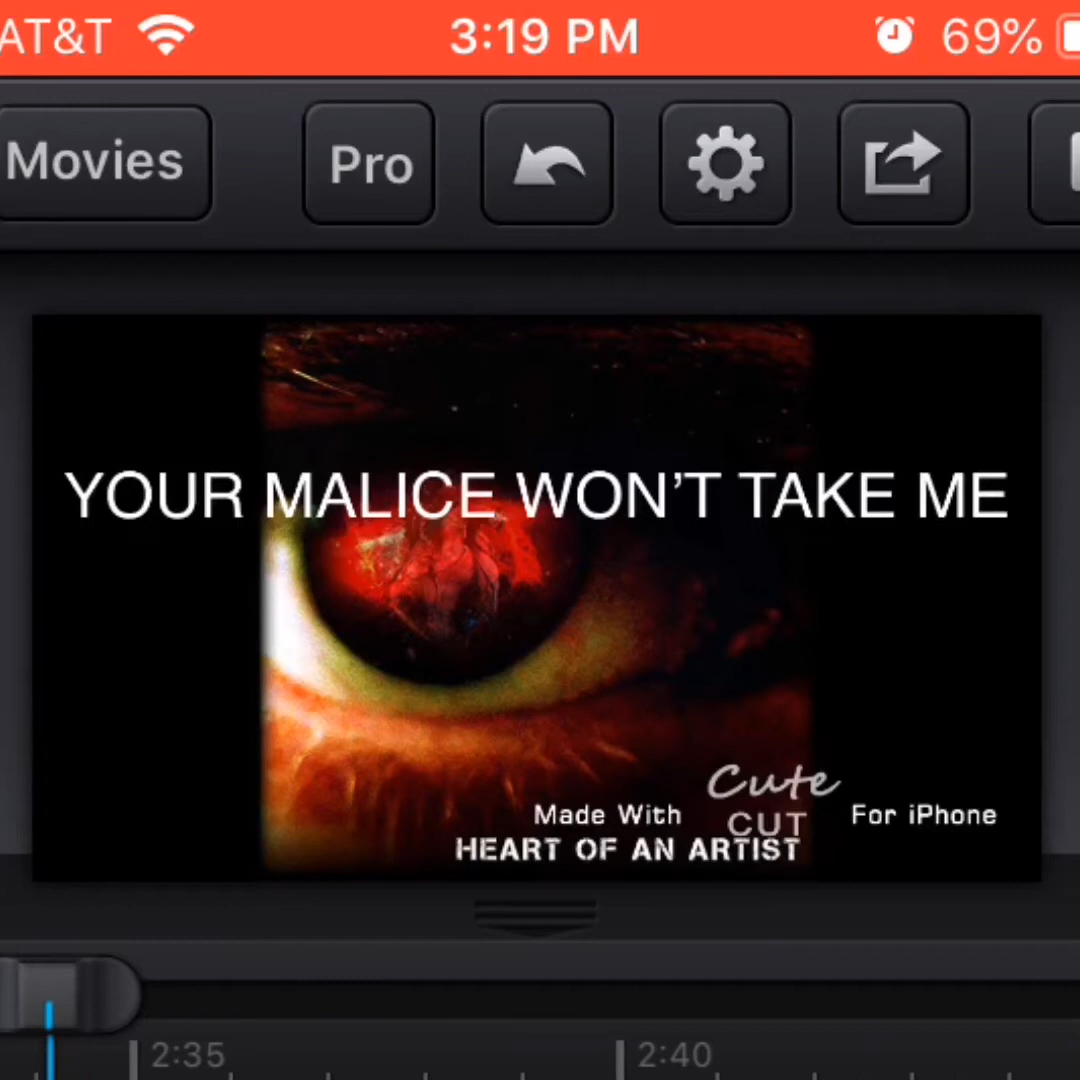 AT&T 3:19 PM 69%
Movies Pro
YOUR MALICE WON'T TAKE ME
Cute
Made With CUT For iPhone
HEART OF AN ARTIST
2:35 2:40